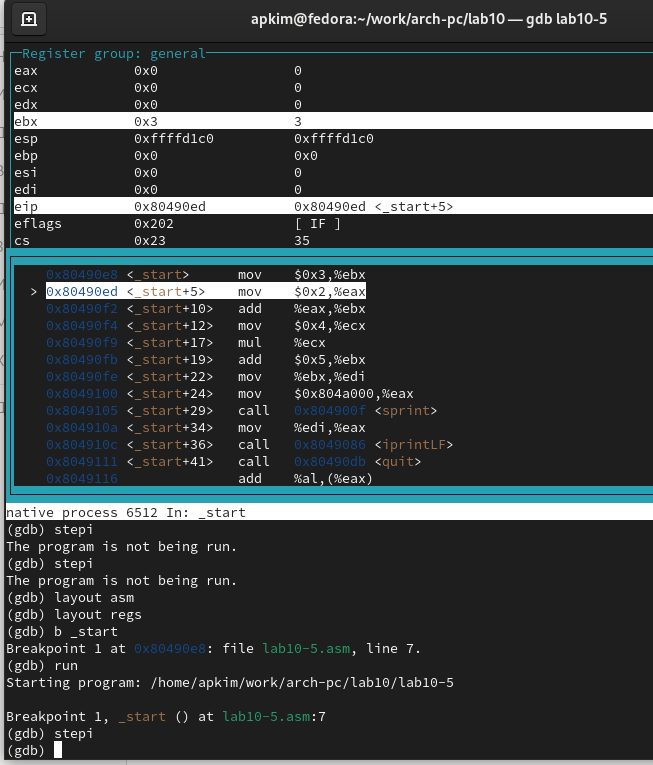 apkim@fedora:~/work/arch-pc/lab10 — gdb lab10-5
Register group: general
eax 0x0 0
ecx 0x0 0
edx 0x0 0
ebx 0x3 3
esp 0xffffd1c0 0xffffd1c0
ebp 0x0 0x0
esi 0x0 0
edi 0x0 0
eip 0x80490ed 0x80490ed <_start+5>
eflags 0x202 [ IF ]
cs 0x23 35
0x80490e8 <_start> mov $0x3,%ebx
> 0x80490ed <_start+5> mov $0x2,%eax
0x80490f2 <_start+10> add %eax,%ebx
0x80490f4 <_start+12> mov $0x4,%ecx
0x80490f9 <_start+17> mul %ecx
0x80490fb <_start+19> add $0x5,%ebx
0x80490fe <_start+22> mov %ebx,%edi
0x8049100 <_start+24> mov $0x804a000,%eax
0x8049105 <_start+29> call 0x804900f <sprint>
0x804910a <_start+34> mov %edi,%eax
0x804910c <_start+36> call 0x8049086 <iprintLF>
0x8049111 <_start+41> call 0x80490db <quit>
0x8049116 add %al,(%eax)
native process 6512 In: _start
(gdb) stepi
The program is not being run.
(gdb) stepi
The program is not being run.
(gdb) layout asm
(gdb) layout regs
(gdb) b _start
Breakpoint 1 at 0x80490e8: file lab10-5.asm, line 7.
(gdb) run
Starting program: /home/apkim/work/arch-pc/lab10/lab10-5
Breakpoint 1, _start () at lab10-5.asm:7
(gdb) stepi
(gdb)